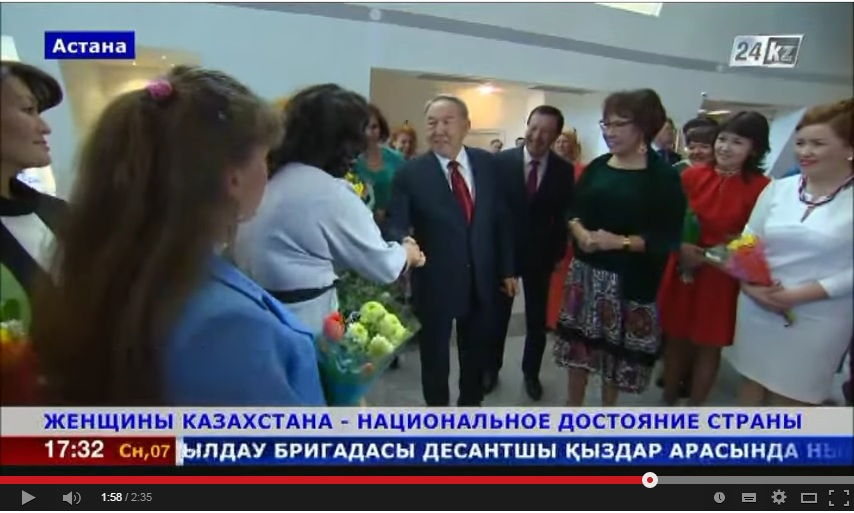 Астана
24kz
ЖЕНЩИНЫ КАЗАХСТАНА - НАЦИОНАЛЬНОЕ ДОСТОЯНИЕ СТРАНЫ
17:32 Сн,07 ЫЛДАУ БРИГАДАСЫ ДЕСАНТШЫ ҚЫЗДАР АРАСЫНДА
1:58 / 2:35